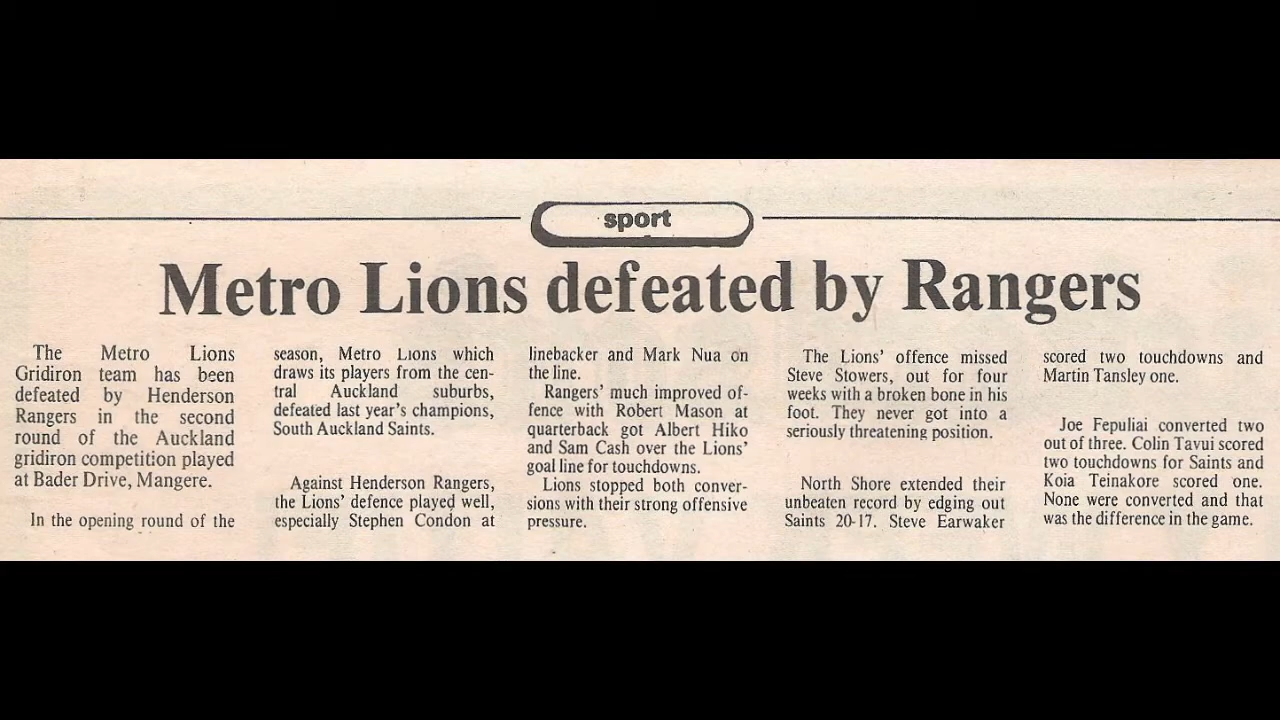 sport
Metro Lions defeated by Rangers
The Metro Lions
Gridiron team has been
defeated by Henderson
Rangers in the second
round of the Auckland
gridiron competition played
at Bader Drive, Mangere.
In the opening round of the
season, Metro Lions which
draws its players from the cen-
tral Auckland suburbs,
defeated last year's champions,
South Auckland Saints.
Against Henderson Rangers,
the Lions' defence played well,
especially Stephen Condon at
linebacker and Mark Nua on
the line.
Rangers' much improved of-
fence with Robert Mason at
quarterback got Albert Hiko
and Sam Cash over the Lions'
goal line for touchdowns.
Lions stopped both conver-
sions with their strong offensive
pressure.
The Lions' offence missed
Steve Stowers, out for four
weeks with a broken bone in his
foot. They never got into a
seriously threatening position.
North Shore extended their
unbeaten record by edging out
Saints 20-17. Steve Earwaker
scored two touchdowns and
Martin Tansley one.
Joe Fepuliai converted two
out of three. Colin Tavui scored
two touchdowns for Saints and
Koia Teinakore scored one.
None were converted and that
was the difference in the game.